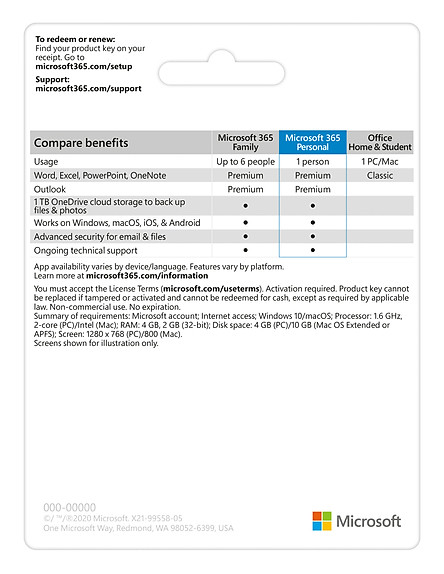 To redeem or renew:
Find your product key on your
receipt. Go to
microsoft365.com/setup
Support:
microsoft365.com/support
Compare benefits Microsoft 365 Family Microsoft 365 Personal Office Home & Student
Usage Up to 6 people 1 person 1 PC/Mac
Word, Excel, PowerPoint, OneNote Premium Premium Classic
Outlook Premium Premium
1 TB OneDrive cloud storage to back up
files & photos • •
Works on Windows, macOS, iOS, & Android • •
Advanced security for email & files • •
Ongoing technical support • •
App availability varies by device/language. Features vary by platform.
Learn more at microsoft365.com/information
You must accept the License Terms (microsoft.com/useterms). Activation required. Product key cannot
be replaced if tampered or activated and cannot be redeemed for cash, except as required by applicable
law. Non-commercial use. No expiration.
Summary of requirements: Microsoft account; Internet access; Windows 10/macOS; Processor: 1.6 GHz,
2-core (PC)/Intel (Mac); RAM: 4 GB, 2 GB (32-bit); Disk space: 4 GB (PC)/10 GB (Mac OS Extended or
APFS); Screen: 1280 x 768 (PC)/800 (Mac).
Screens shown for illustration only.
000-00000
©/ ™/® 2020 Microsoft. X21-99558-05
One Microsoft Way, Redmond, WA 98052-6399, USA
Microsoft